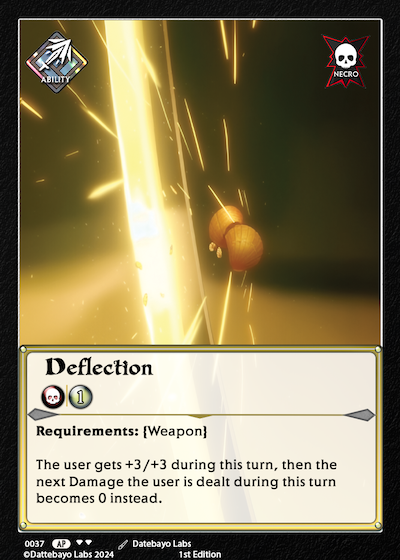 ABILITY
NECRO
Deflection
1
Requirements: {Weapon}
The user gets +3/+3 during this turn, then the
next Damage the user is dealt during this turn
becomes 0 instead.
0037 AP Datebayo Labs
©Dattebayo Labs 2024 1st Edition